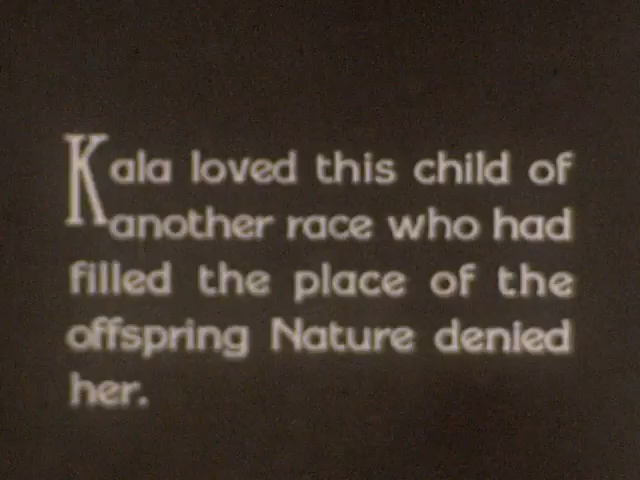 Kala loved this child of
another race who had
filled the place of the
offspring Nature denied
her.